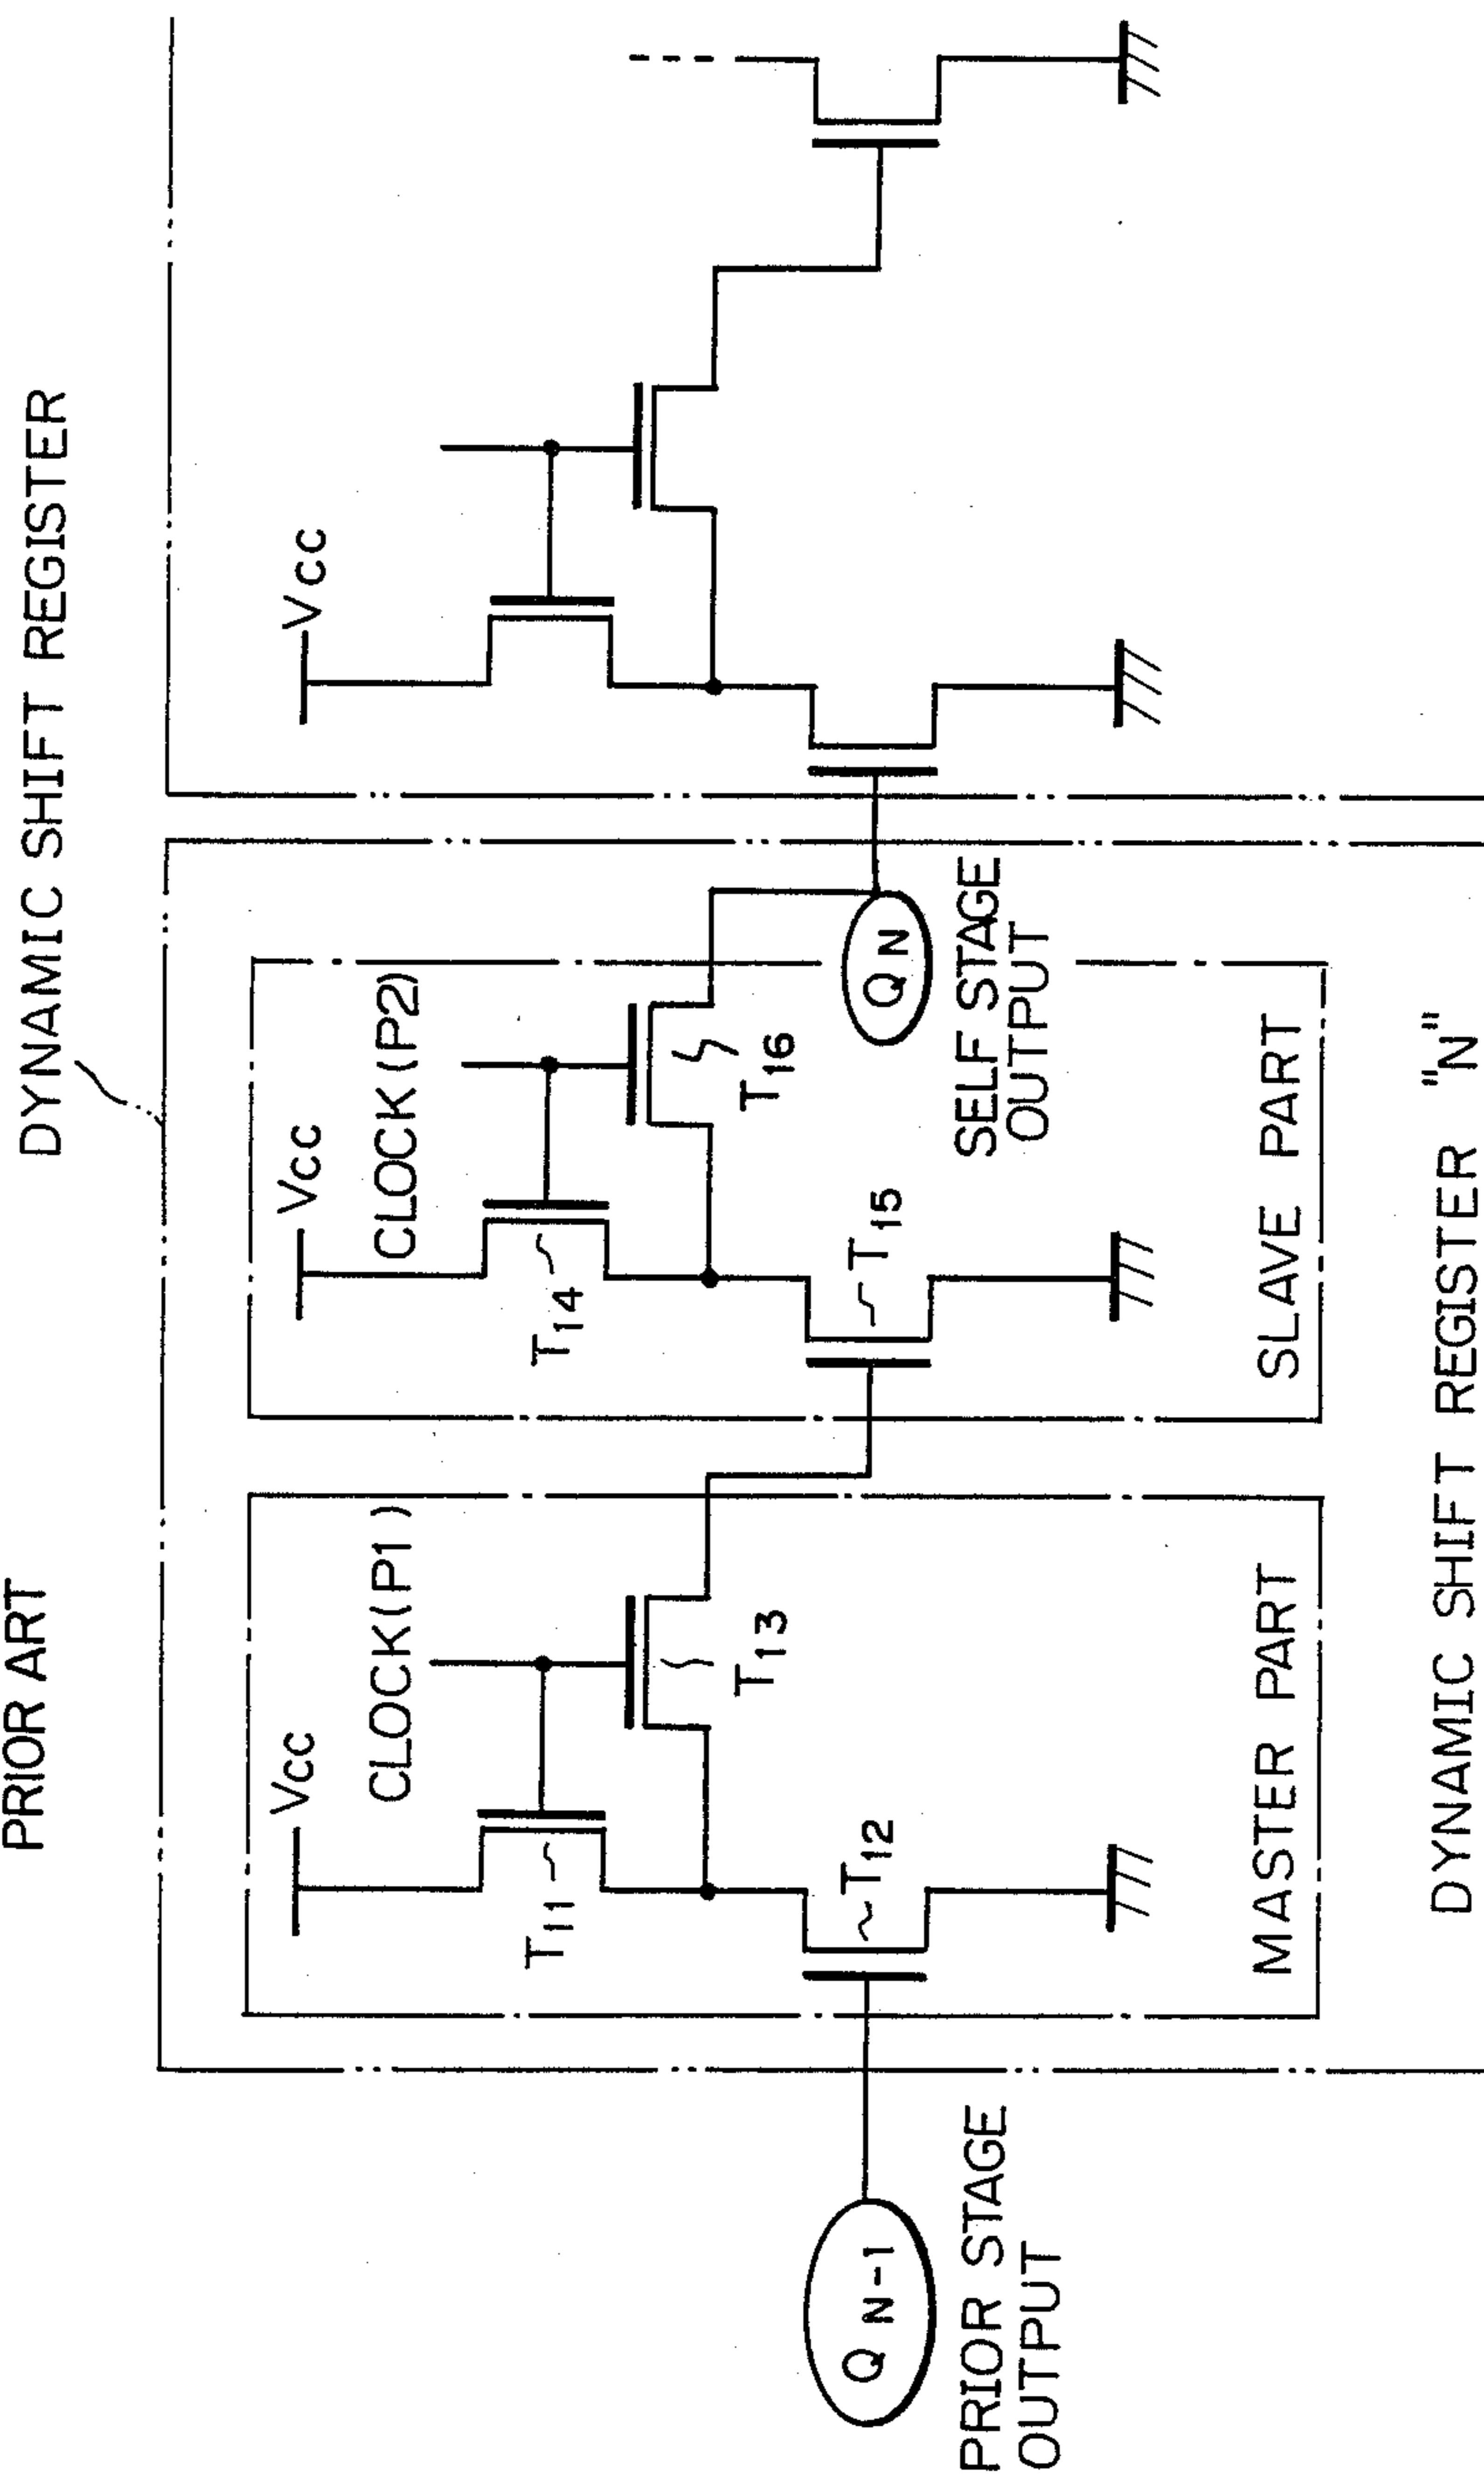 PRIOR ART
DYNAMIC SHIFT REGISTER
Vcc
CLOCK(P1)
T11
T13
T12
MASTER PART
Vcc
CLOCK(P2)
T14
T16
T15
SLAVE PART
QN-1
PRIOR STAGE
OUTPUT
QN
SELF STAGE
OUTPUT
Vcc
DYNAMIC SHIFT REGISTER "N"